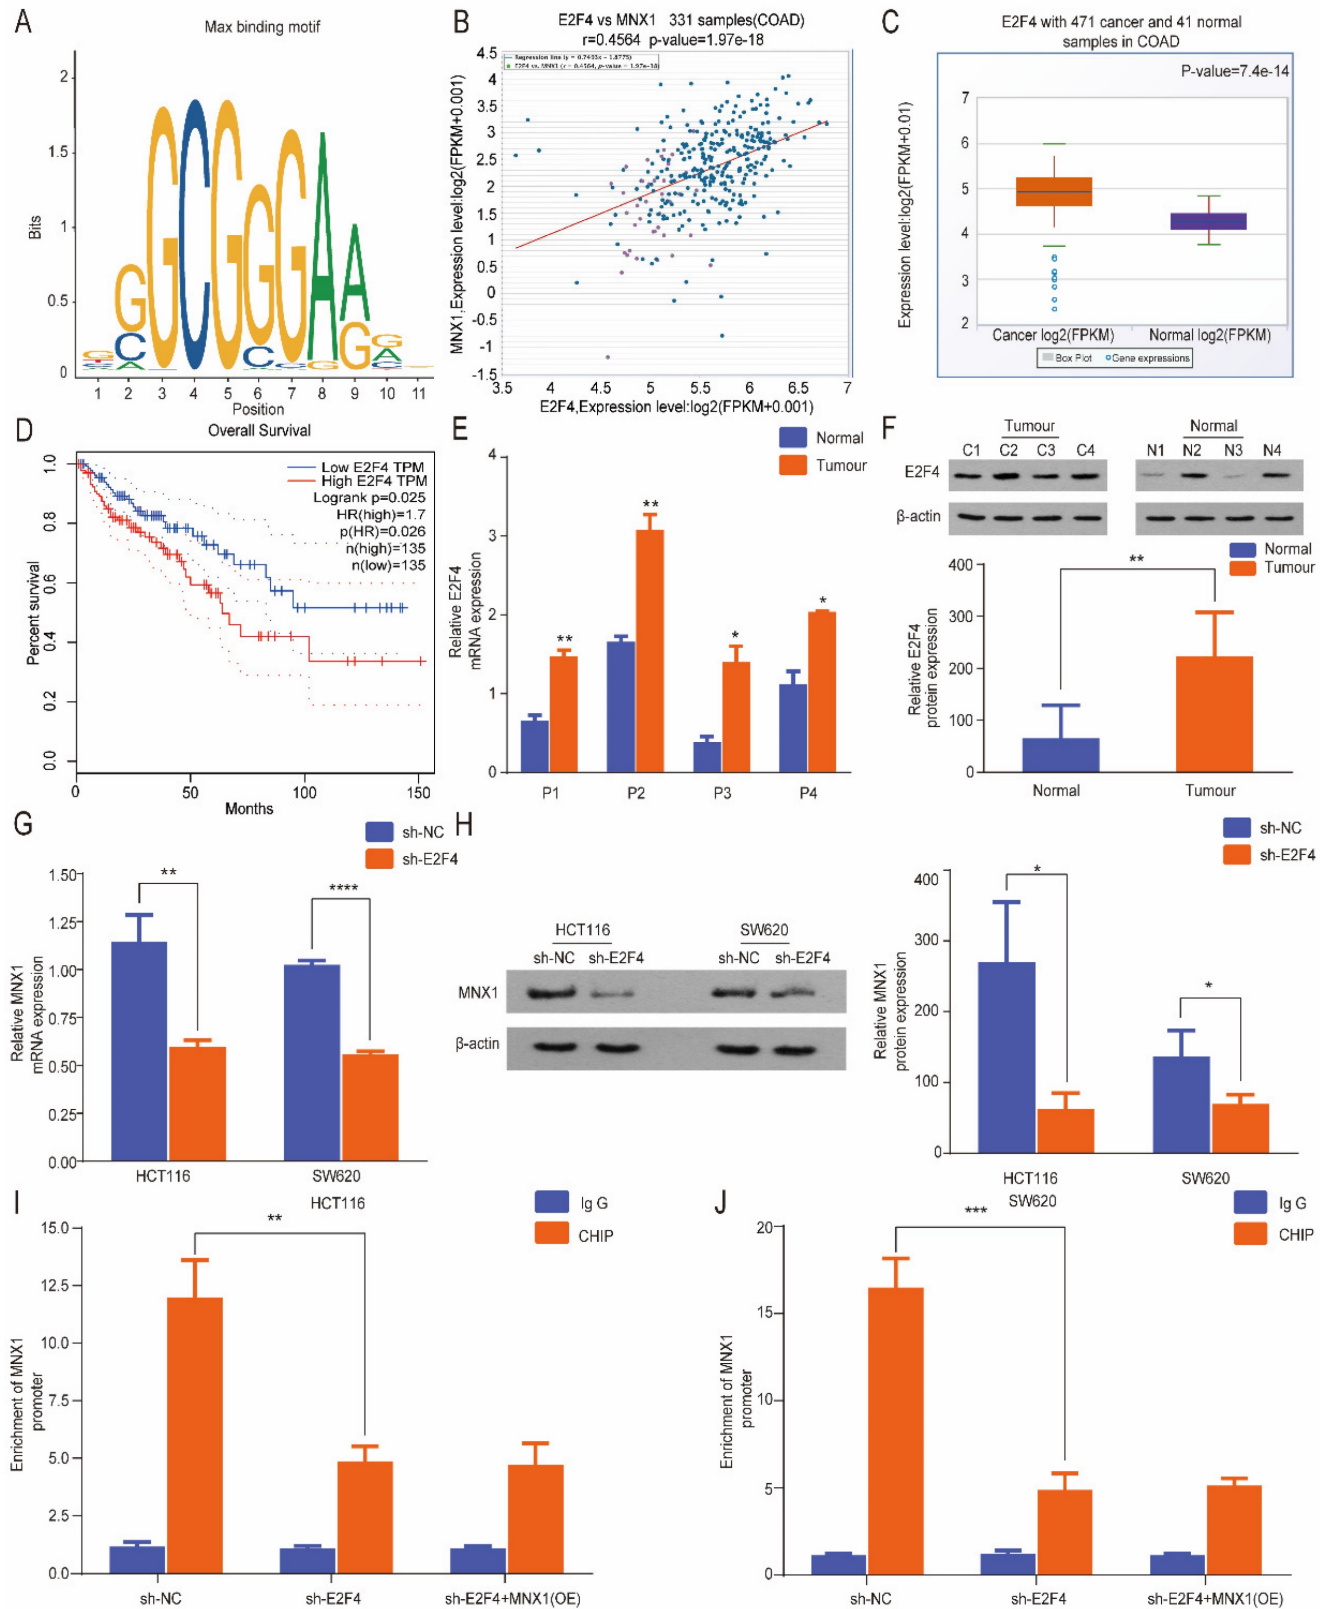 A
Max binding motif
Bits
2
1.5
1
0.5
0
1 2 3 4 5 6 7 8 9 10 11
Position
B
E2F4 vs MNX1 331 samples(COAD)
r=0.4564 p-value=1.97e-18
MNX1,Expression level:log2(FPKM+0.001)
4.5
4
3.5
3
2.5
2
1.5
1
0.5
0
-0.5
-1
-1.5
Regression line (y = 0.7493x - 1.8775)
E2F4 vs. MNX1 (r = 0.4564, p-value = 1.97e-18)
3.5 4 4.5 5 5.5 6 6.5 7
E2F4,Expression level:log2(FPKM+0.001)
C
E2F4 with 471 cancer and 41 normal
samples in COAD
P-value=7.4e-14
Expression level:log2(FPKM+0.01)
7
6
5
4
3
2
Cancer log2(FPKM) Normal log2(FPKM)
Box Plot Gene expressions
D
Overall Survival
Percent survival
1.0
0.8
0.6
0.4
0.2
0.0
Low E2F4 TPM
High E2F4 TPM
Logrank p=0.025
HR(high)=1.7
p(HR)=0.026
n(high)=135
n(low)=135
0 50 100 150
Months
E
Normal
Tumour
Relative E2F4
mRNA expression
4
3
2
1
0
** ** * *
P1 P2 P3 P4
F
Tumour Normal
C1 C2 C3 C4 N1 N2 N3 N4
E2F4
β-actin
Normal
Tumour
Relative E2F4
protein expression
400
300
200
100
0
**
Normal Tumour
G
sh-NC
sh-E2F4
Relative MNX1
mRNA expression
1.50
1.25
1.00
0.75
0.50
0.25
0.00
** ****
HCT116 SW620
H
HCT116 SW620
sh-NC sh-E2F4 sh-NC sh-E2F4
MNX1
β-actin
sh-NC
sh-E2F4
Relative MNX1
protein expression
400
300
200
100
0
* *
HCT116 SW620
I
HCT116
Ig G
CHIP
Enrichment of MNX1
promoter
15.0
12.5
10.0
7.5
5.0
2.5
0.0
**
sh-NC sh-E2F4 sh-E2F4+MNX1(OE)
J
SW620
Ig G
CHIP
Enrichment of MNX1
promoter
20
15
10
5
0
***
sh-NC sh-E2F4 sh-E2F4+MNX1(OE)